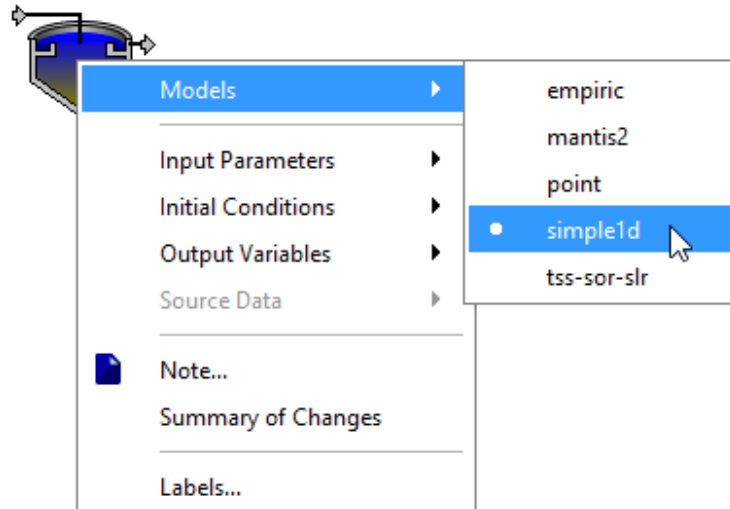 Models
Input Parameters
Initial Conditions
Output Variables
Source Data
Note...
Summary of Changes
Labels...
empiric
mantis2
point
simple1d
tss-sor-slr